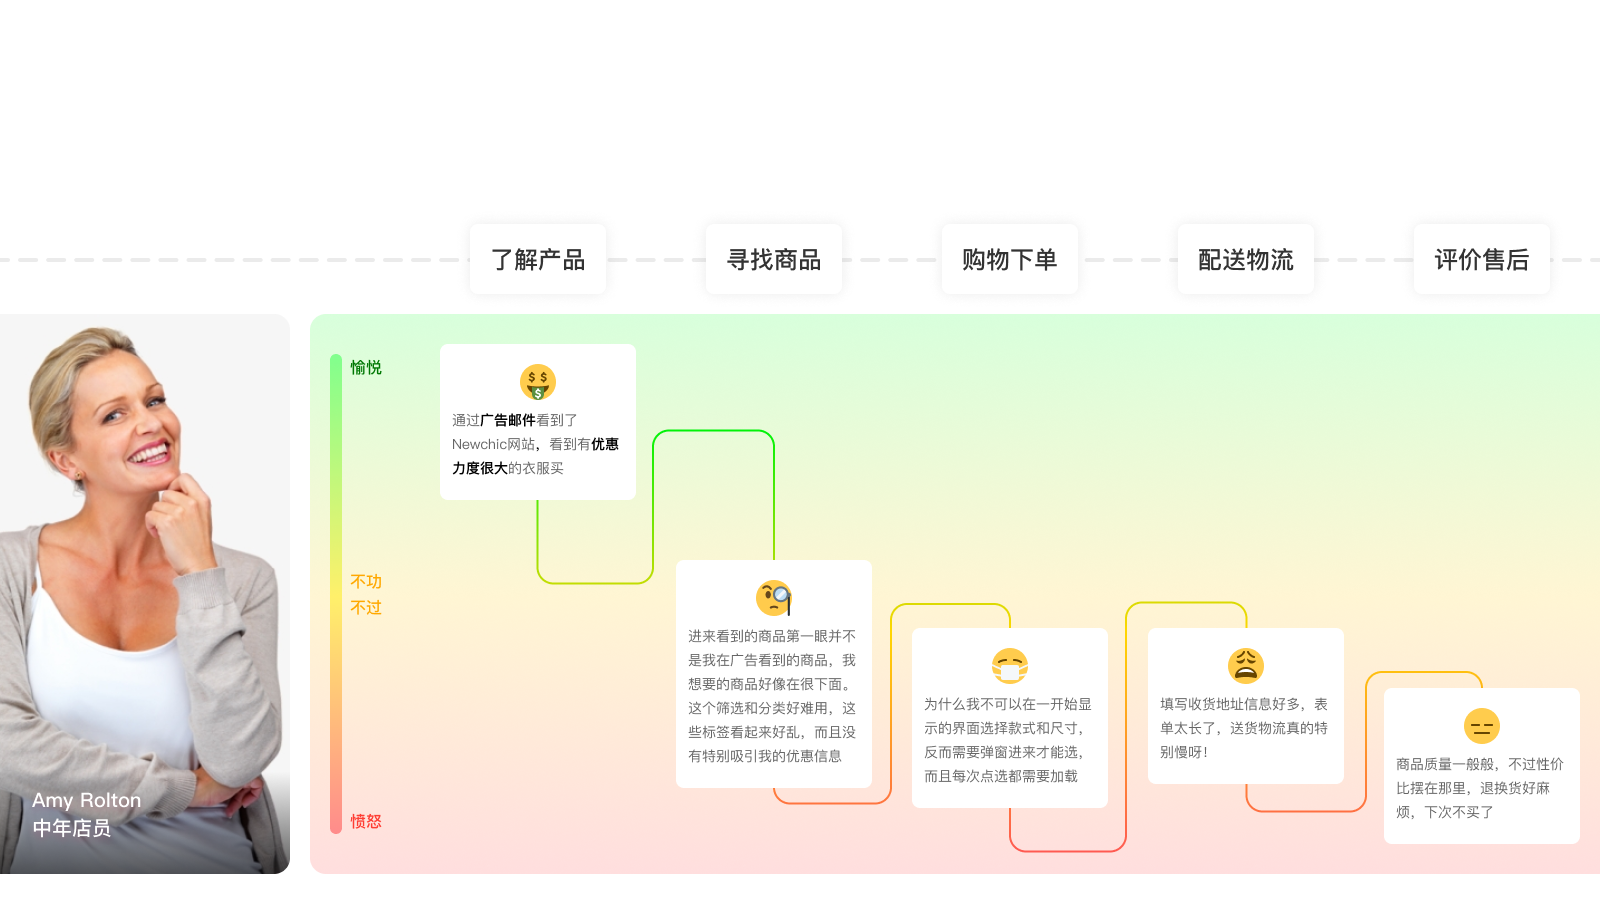 了解产品
寻找商品
购物下单
配送物流
评价售后
愉悦
不功
不过
愤怒
Amy Rolton
中年店员
通过广告邮件看到了
Newchic网站，看到有优惠
力度很大的衣服买
进来看到的商品第一眼并不
是我在广告看到的商品，我
想要的商品好像在很下面。
这个筛选和分类好难用，这
些标签看起来好乱，而且没
有特别吸引我的优惠信息
为什么我不可以在一开始显
示的界面选择款式和尺寸，
反而需要弹窗进来才能选，
而且每次点选都需要加载
填写收货地址信息好多，表
单太长了，送货物流真的特
别慢呀！
商品质量一般般，不过性价
比摆在那里，退换货好麻
烦，下次不买了